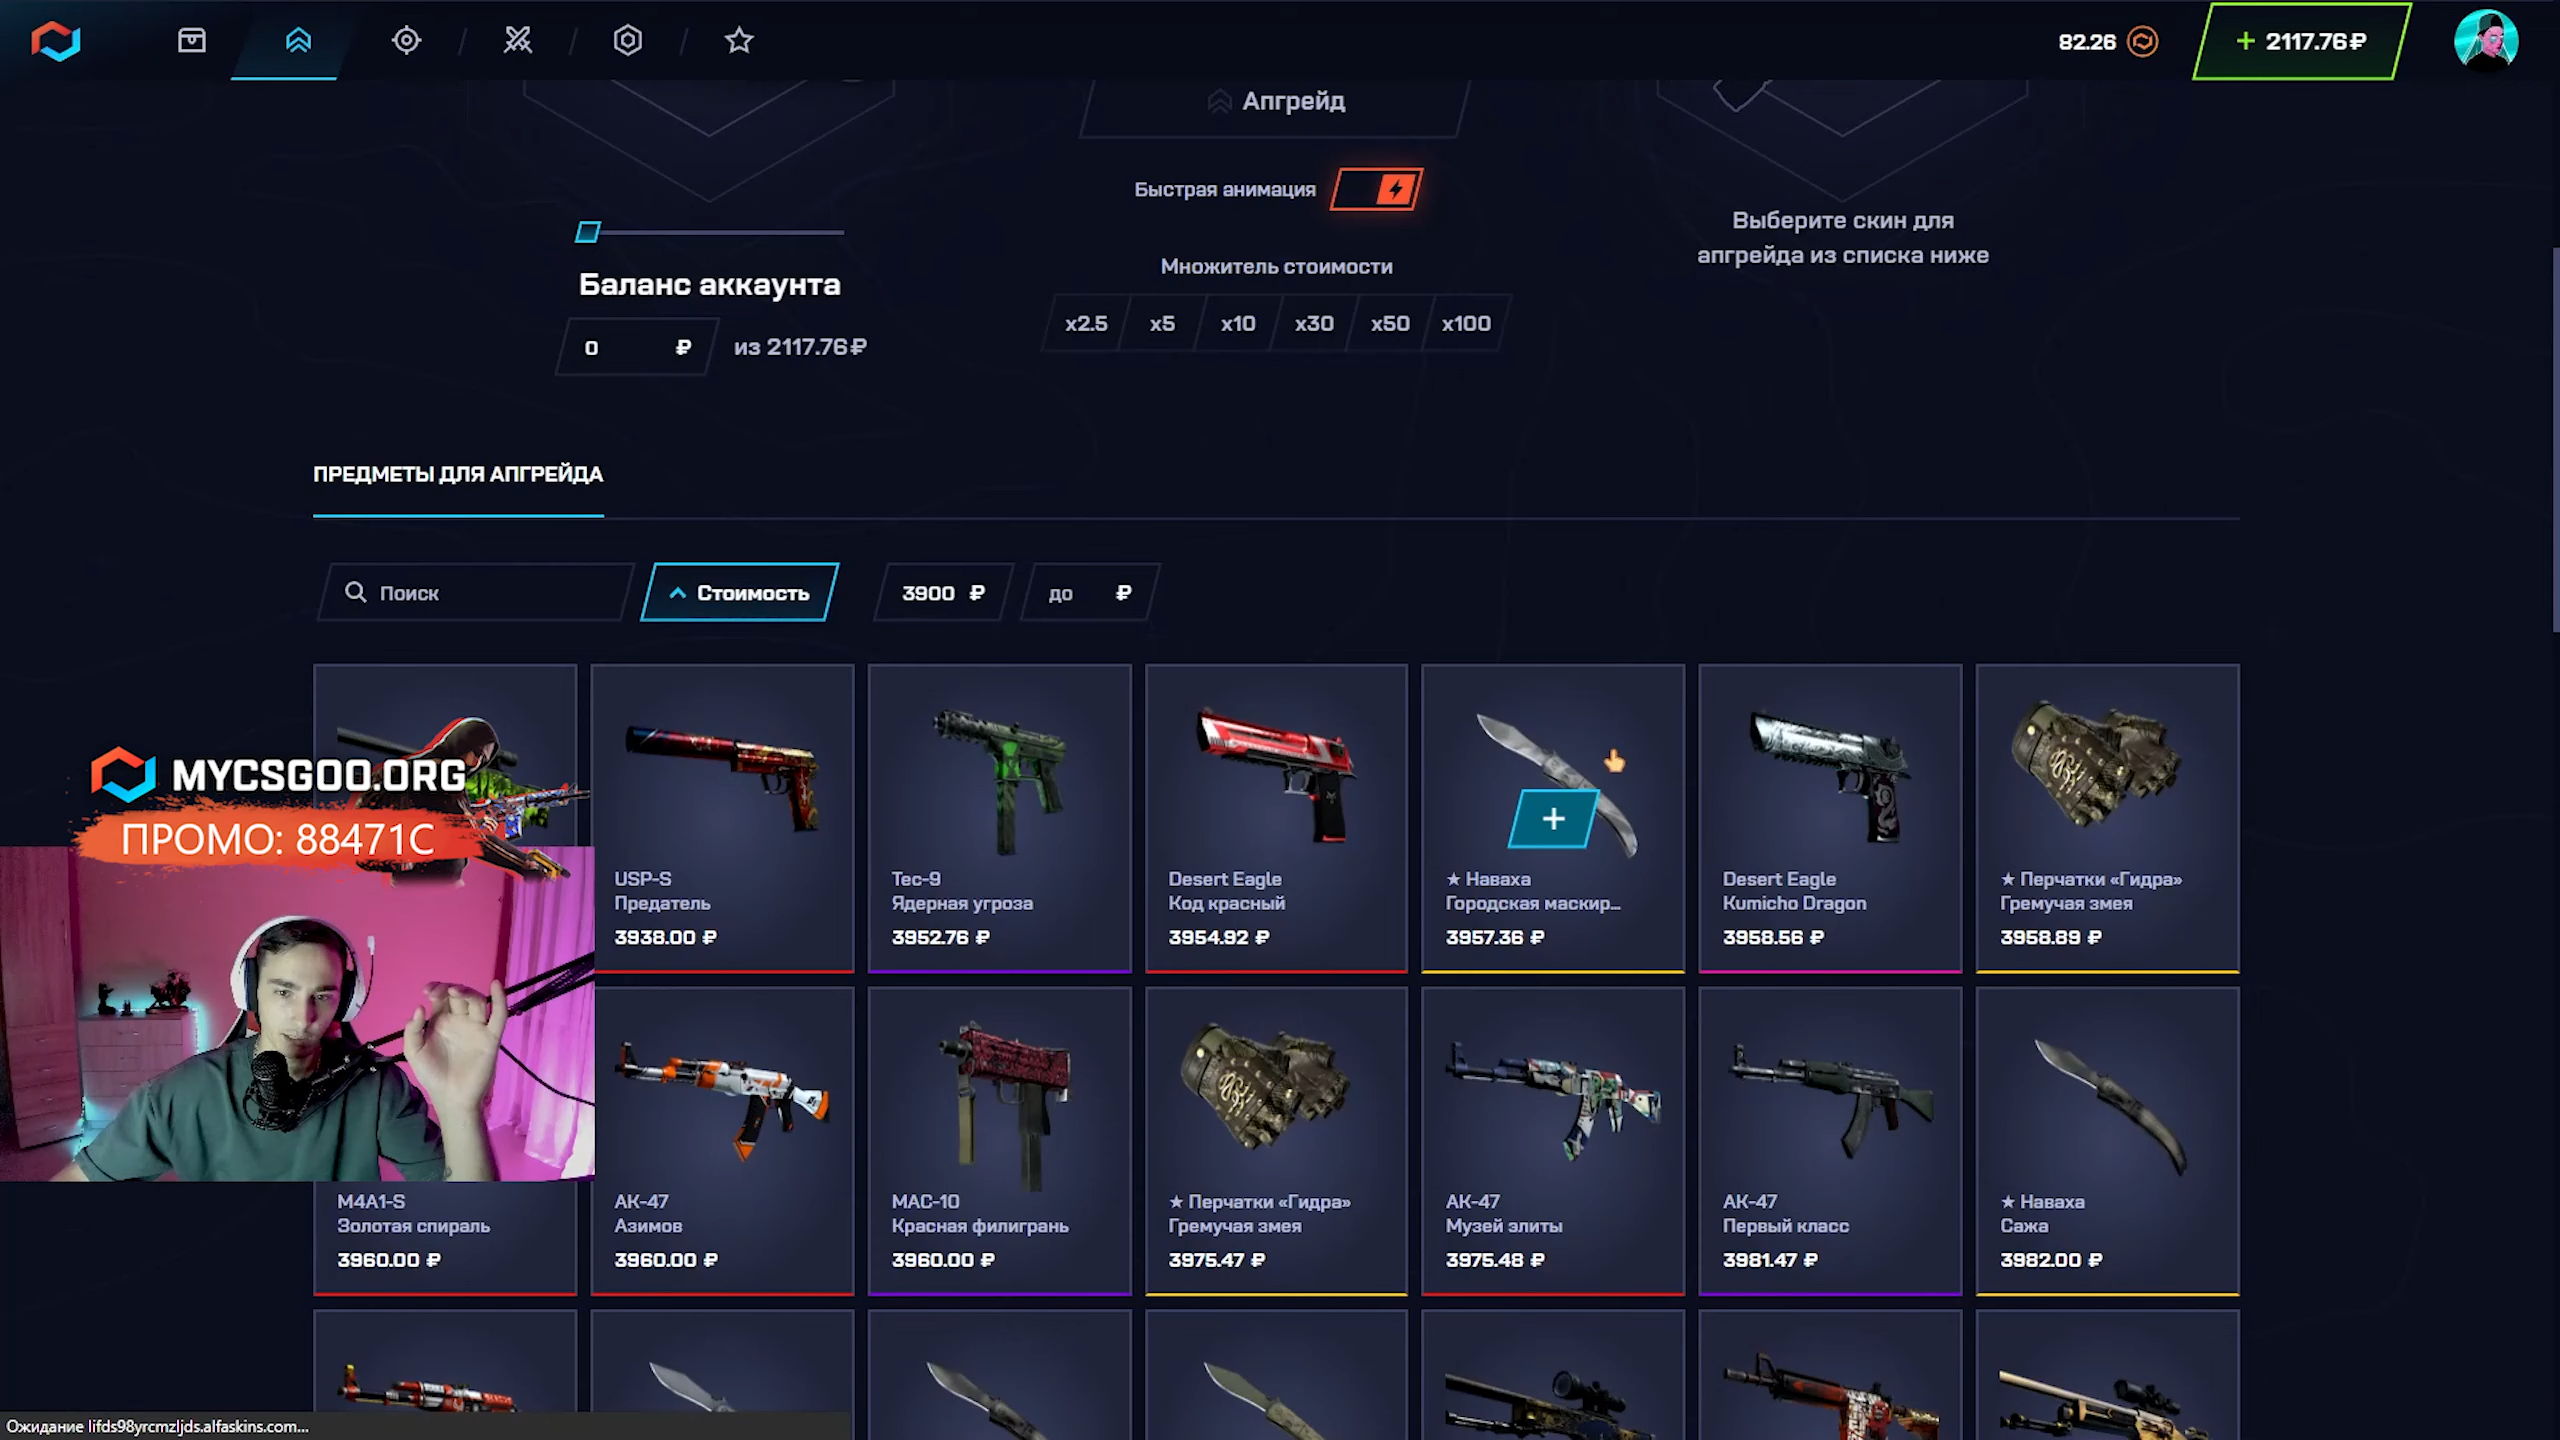 82.26
+ 2117.76₽
Апгрейд
Быстрая анимация
Множитель стоимости
x2.5 x5 x10 x30 x50 x100
Баланс аккаунта
0 ₽ из 2117.76₽
Выберите скин для
апгрейда из списка ниже
ПРЕДМЕТЫ ДЛЯ АПГРЕЙДА
Поиск
Стоимость
3900 ₽
до ₽
MYCSGOO.ORG
ПРОМО: 88471C
USP-S
Предатель
3938.00 ₽
Tec-9
Ядерная угроза
3952.76 ₽
Desert Eagle
Код красный
3954.92 ₽
+
★ Наваха
Городская маскир...
3957.36 ₽
Desert Eagle
Kumicho Dragon
3958.56 ₽
★ Перчатки «Гидра»
Гремучая змея
3958.89 ₽
M4A1-S
Золотая спираль
3960.00 ₽
AK-47
Азимов
3960.00 ₽
MAC-10
Красная филигрань
3960.00 ₽
★ Перчатки «Гидра»
Гремучая змея
3975.47 ₽
AK-47
Музей элиты
3975.48 ₽
AK-47
Первый класс
3981.47 ₽
★ Наваха
Сажа
3982.00 ₽
Ожидание lifds98yrcmzljds.alfaskins.com...